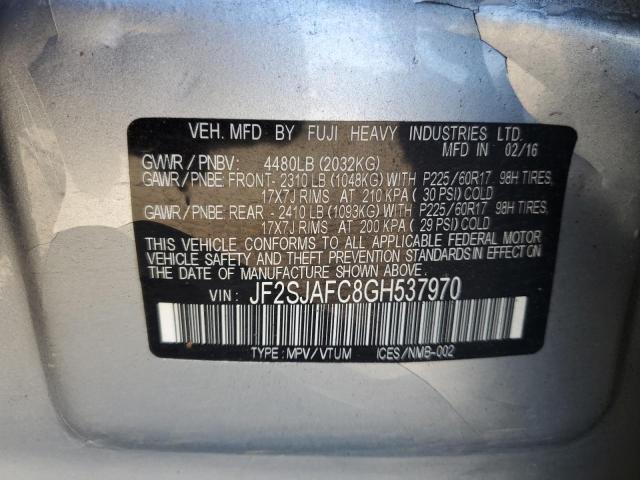 VEH. MFD BY FUJI HEAVY INDUSTRIES LTD.
MFD IN 02/16
GVWR / PNBV: 4480LB (2032KG)
GAWR / PNBE FRONT- 2310 LB (1048KG) WITH P225/60R17 98H TIRES,
17X7J RIMS AT 210 KPA ( 30 PSI) COLD
GAWR / PNBE REAR - 2410 LB (1093KG) WITH P225/60R17 98H TIRES,
17X7J RIMS AT 200 KPA ( 29 PSI) COLD
THIS VEHICLE CONFORMS TO ALL APPLICABLE FEDERAL MOTOR
VEHICLE SAFETY AND THEFT PREVENTION STANDARDS IN EFFECT ON
THE DATE OF MANUFACTURE SHOWN ABOVE.
VIN: JF2SJAFC8GH537970
TYPE: MPV/VTUM ICES/NMB-002